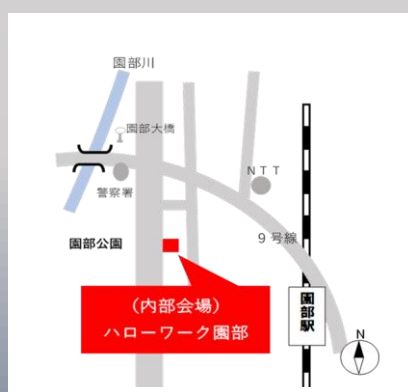 園部川
園部大橋
NTT
警察署
園部公園
9号線
(内部会場)
ハローワーク園部
園部駅
N